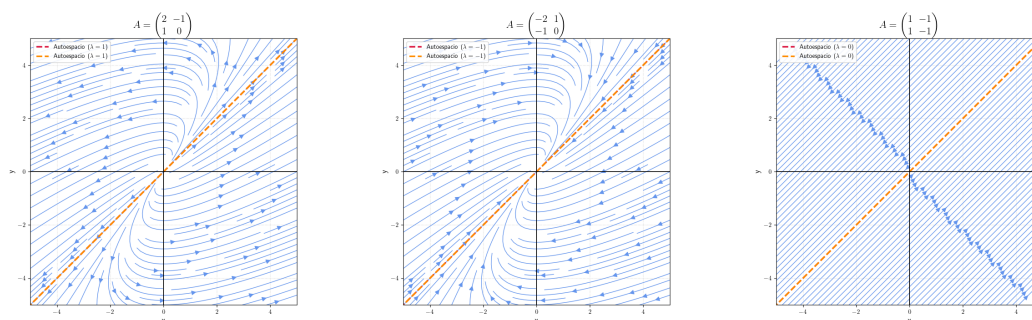 A = (2 −1
1 0)
Autoespacio (λ = 1)
Autoespacio (λ = 1)
4
2
0
−2
−4
y
−4 −2 0 2 4
A = (−2 1
−1 0)
Autoespacio (λ = −1)
Autoespacio (λ = −1)
4
2
0
−2
−4
y
−4 −2 0 2 4
A = (1 −1
1 −1)
Autoespacio (λ = 0)
Autoespacio (λ = 0)
4
2
0
−2
−4
y
−4 −2 0 2 4